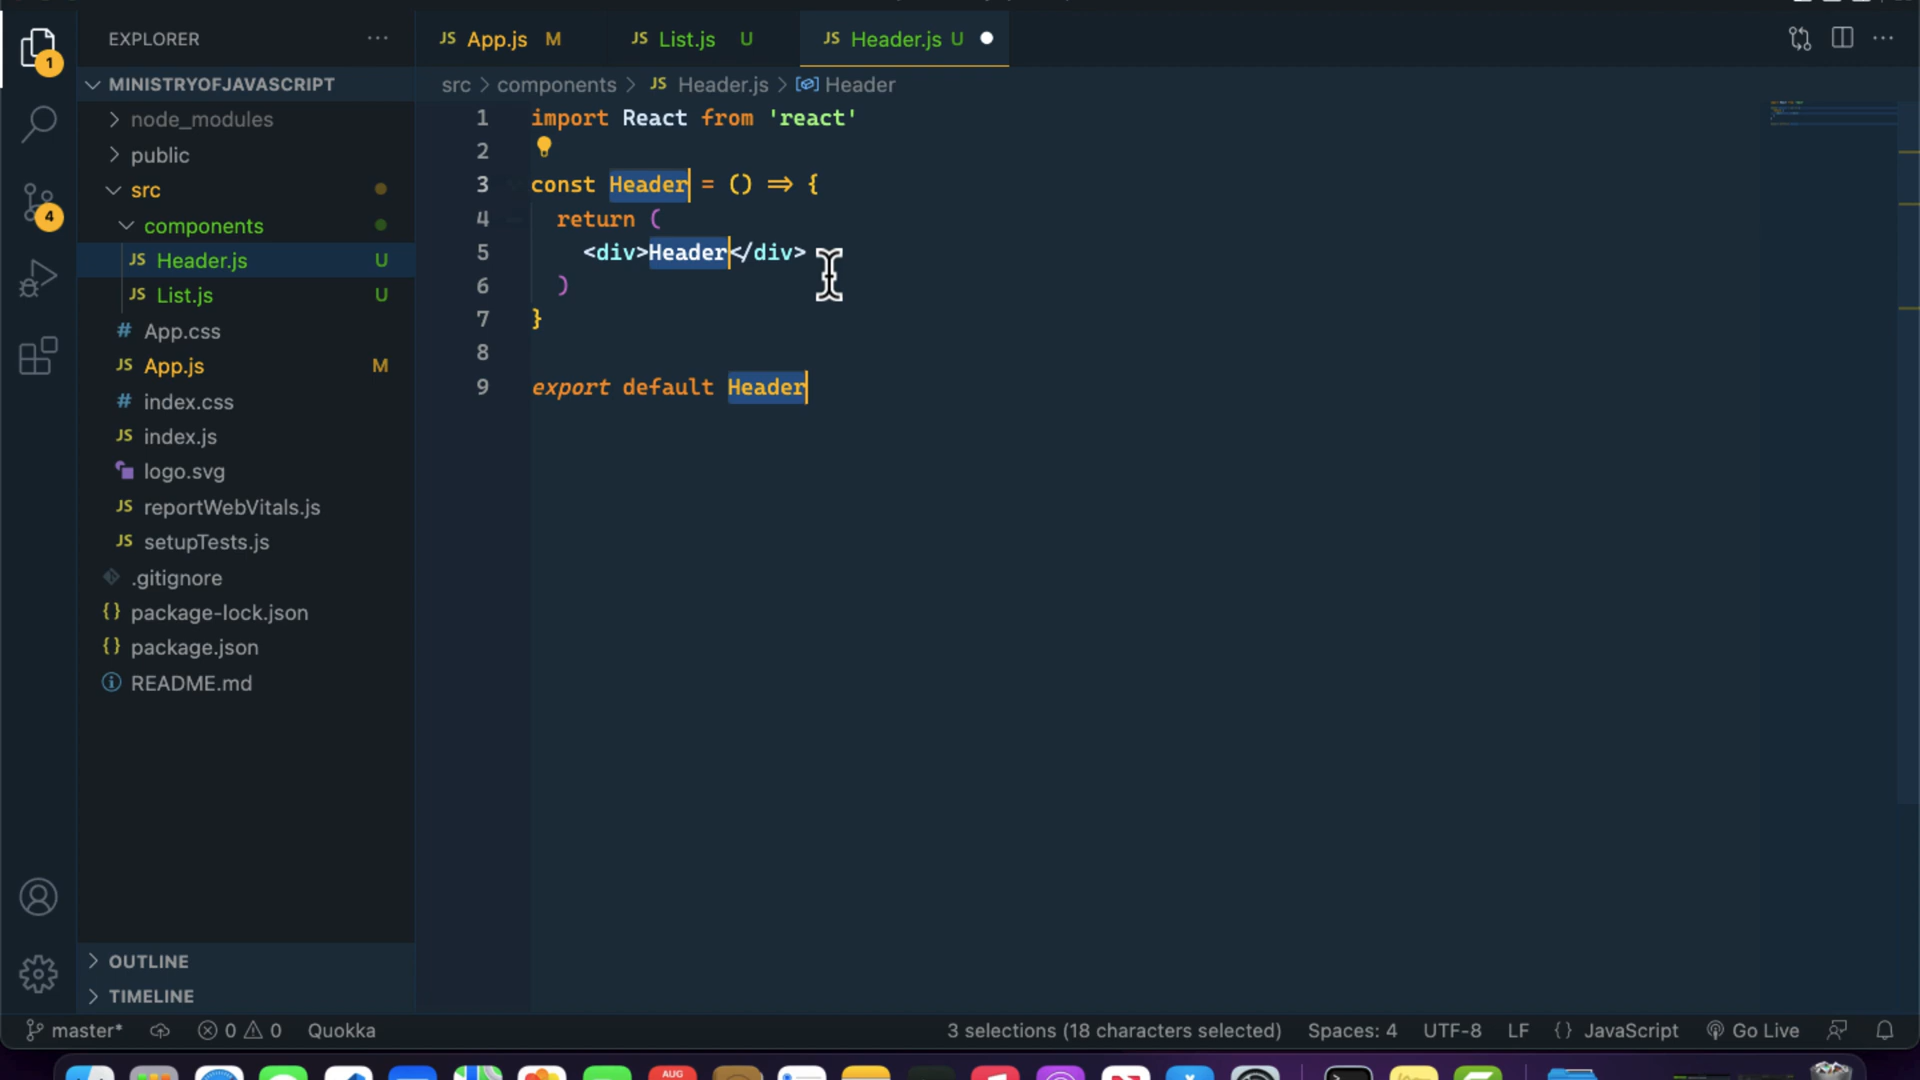 EXPLORER ···
MINISTRYOFJAVASCRIPT
node_modules
public
src
components
JS Header.js U
JS List.js U
# App.css
JS App.js M
# index.css
JS index.js
logo.svg
JS reportWebVitals.js
JS setupTests.js
.gitignore
{} package-lock.json
{} package.json
README.md
OUTLINE
TIMELINE
1
4
JS App.js M
JS List.js U
JS Header.js U
src > components > JS Header.js > Header
1 import React from 'react'
2
3 const Header = () => {
4 return (
5 <div>Header</div>
6 )
7 }
8
9 export default Header
master* 0 0 Quokka
3 selections (18 characters selected) Spaces: 4 UTF-8 LF {} JavaScript Go Live
AUG